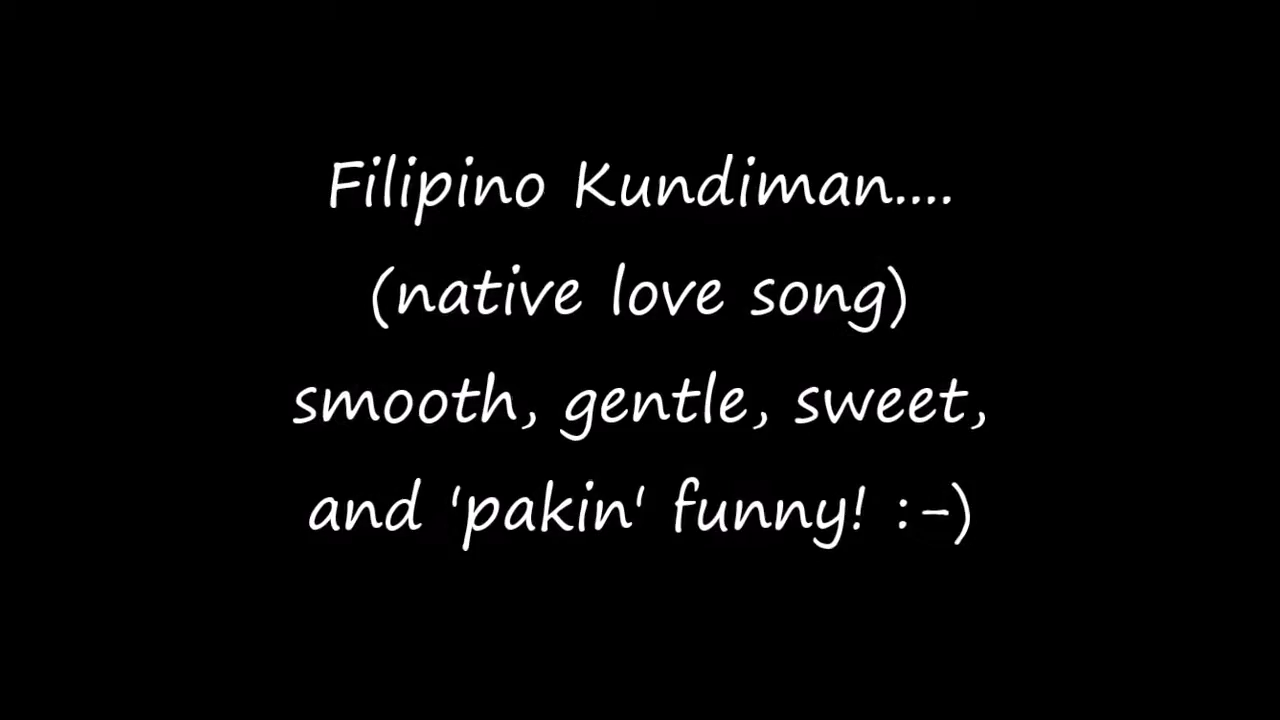 Filipino Kundiman....
(native love song)
smooth, gentle, sweet,
and 'pakin' funny! :-)